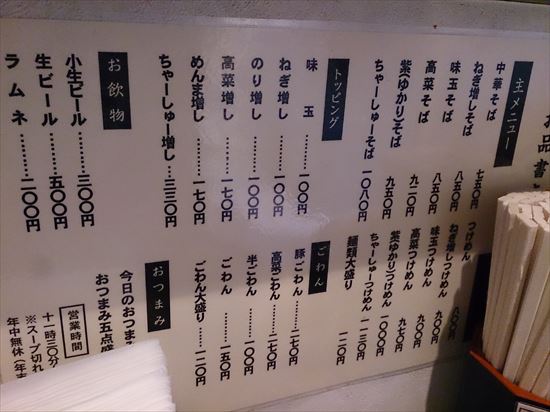 お品書
主メニュー
中華そば 七五〇円
ねぎ増しそば 八五〇円
味玉そば 八五〇円
高菜そば 九二〇円
紫ゆかりごそば 九五〇円
ちゃーしゅーそば 一〇八〇円
つけめん 八〇〇
ねぎ増しつけめん 九〇〇
味玉つけめん 九〇〇円
高菜つけめん 九七〇円
紫ゆかりつけめん 一〇〇〇円
ちゃーしゅーつけめん 一一三〇円
麺類大盛り 一二〇円
トッピング
味玉 ……一〇〇円
ねぎ増し ……一〇〇円
のり増し ……一〇〇円
高菜増し ……一七〇円
めんま増し ……一七〇円
ちゃーしゅー増し ……三三〇円
ごわん
豚ごわん ……二七〇円
高菜ごわん ……二七〇円
半ごわん ……一〇〇円
ごわん ……一五〇円
ごわん大盛り ……一二〇円
お飲物
小生ビール ……三〇〇円
生ビール ……五〇〇円
ラムネ ……二〇〇円
おつまみ
今日のおつま
おつまみ五点盛
営業時間
十一時三〇分
※スープ切れ
年中無休(年